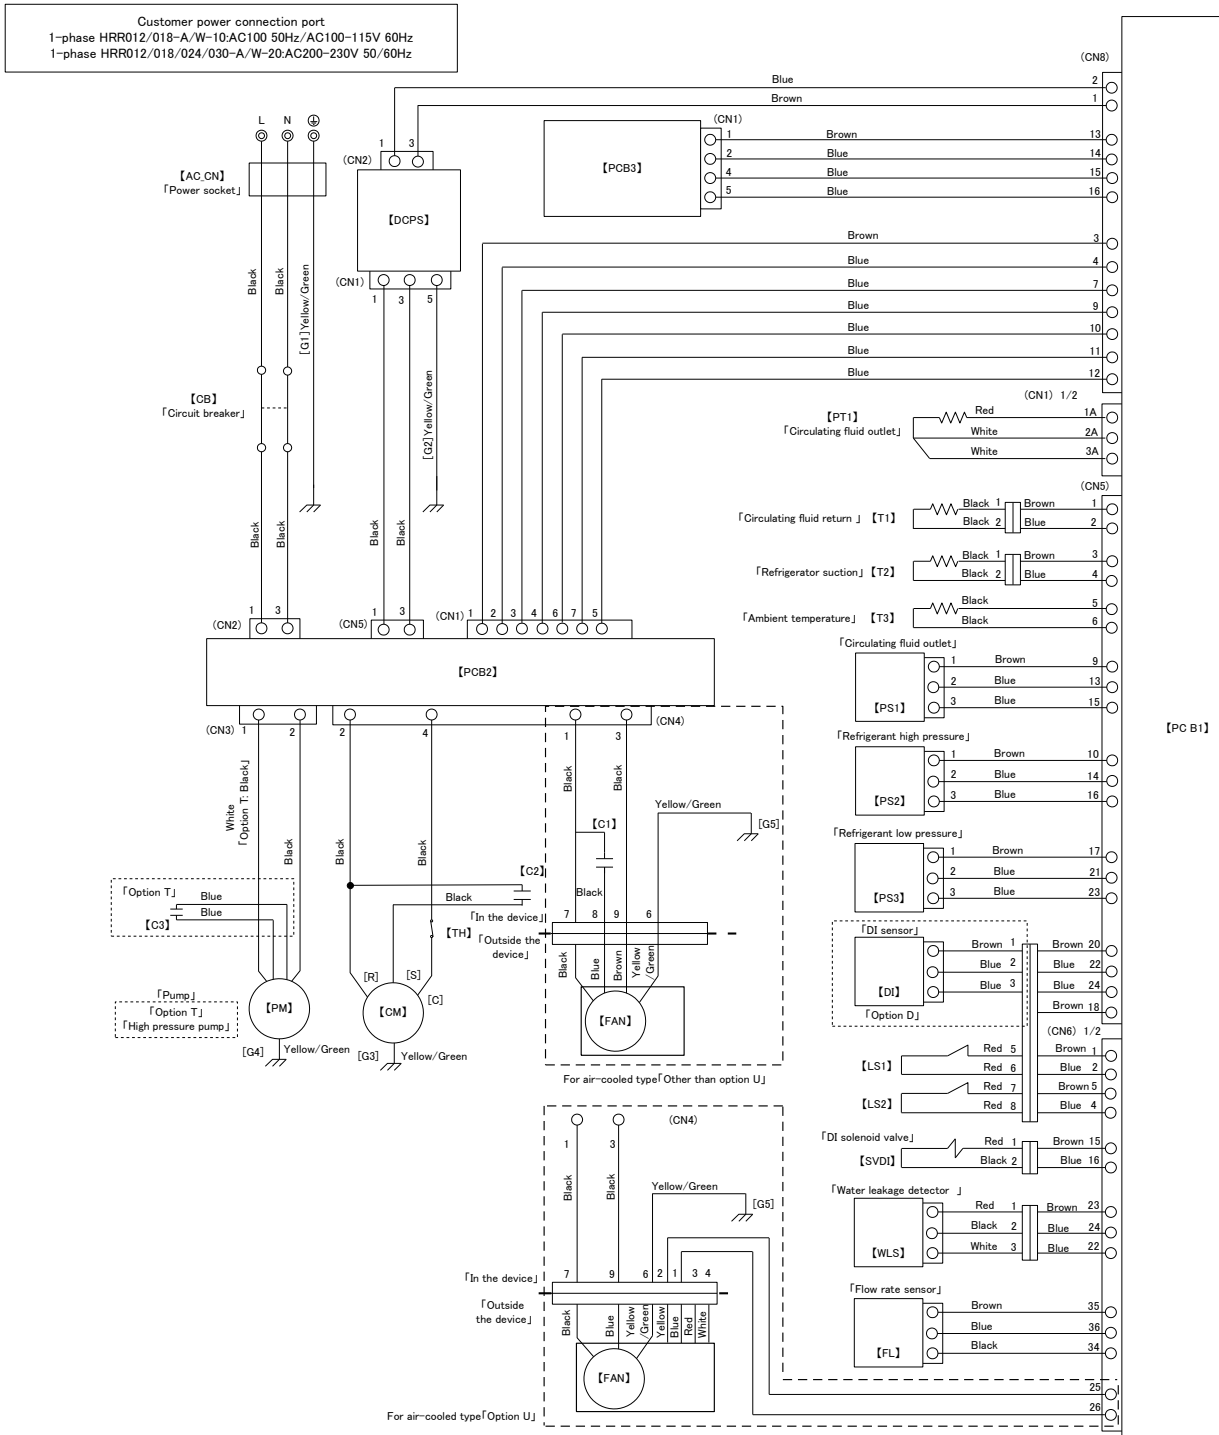 Customer power connection port
1-phase HRR012/018-A/W-10:AC100 50Hz/AC100-115V 60Hz
1-phase HRR012/018/024/030-A/W-20:AC200-230V 50/60Hz
(CN8)
Blue 2
Brown 1
L N
1 3
(CN2)
(CN1)
【AC_CN】
「Power socket」
【DCPS】
【PCB3】
1 Brown 13
2 Blue 14
4 Blue 15
5 Blue 16
(CN1)
1 3 5
Black Black [G1]Yellow/Green
[G2]Yellow/Green
Brown 3
Blue 4
Blue 7
Blue 9
Blue 10
Blue 11
Blue 12
【CB】
「Circuit breaker」
(CN1) 1/2
【PT1】
「Circulating fluid outlet」
Red 1A
White 2A
White 3A
(CN5)
「Circulating fluid return 」【T1】
Black 1 Brown 1
Black 2 Blue 2
「Refrigerator suction」【T2】
Black 1 Brown 3
Black 2 Blue 4
「Ambient temperature」 【T3】
Black 5
Black 6
Black Black Black Black
(CN2) 1 3
(CN5) 1 3
(CN1) 1 2 3 4 6 7 5
【PCB2】
「Circulating fluid outlet」
【PS1】
1 Brown 9
2 Blue 13
3 Blue 15
【PC B1】
(CN3) 1 2
2 4
1 3 (CN4)
「Refrigerant high pressure」
【PS2】
1 Brown 10
2 Blue 14
3 Blue 16
White
「Option T: Black」
Black Black Black
Black Black
Yellow/Green
[G5]
【C1】
「Refrigerant low pressure」
【PS3】
1 Brown 17
2 Blue 21
3 Blue 23
「Option T」
Blue
Blue
【C3】
【C2】
Black
Black
【TH】
「In the device」
7 8 9 6
「Outside the
device」
Black Blue Brown Yellow
/Green
【FAN】
「DI sensor」
【DI】
「Option D」
Brown 1 Brown 20
Blue 2 Blue 22
Blue 3 Blue 24
Brown 18
[R] [S] [C]
【PM】
【CM】
「Pump」
「Option T」
「High pressure pump」
[G4] Yellow/Green
[G3] Yellow/Green
For air-cooled type「Other than option U」
(CN6) 1/2
【LS1】
Red 5 Brown 1
Red 6 Blue 2
【LS2】
Red 7 Brown 5
Red 8 Blue 4
(CN4)
1 3
Black Black
Yellow/Green
[G5]
「DI solenoid valve」
【SVDI】
Red 1 Brown 15
Black 2 Blue 16
「Water leakage detector 」
【WLS】
Red 1 Brown 23
Black 2 Blue 24
White 3 Blue 22
「In the device」
7 9 6 2 1 3 4
「Outside
the device」
Black Blue Yellow
/Green Yellow Blue Red White
【FAN】
「Flow rate sensor」
【FL】
Brown 35
Blue 36
Black 34
25
26
For air-cooled type「Option U」